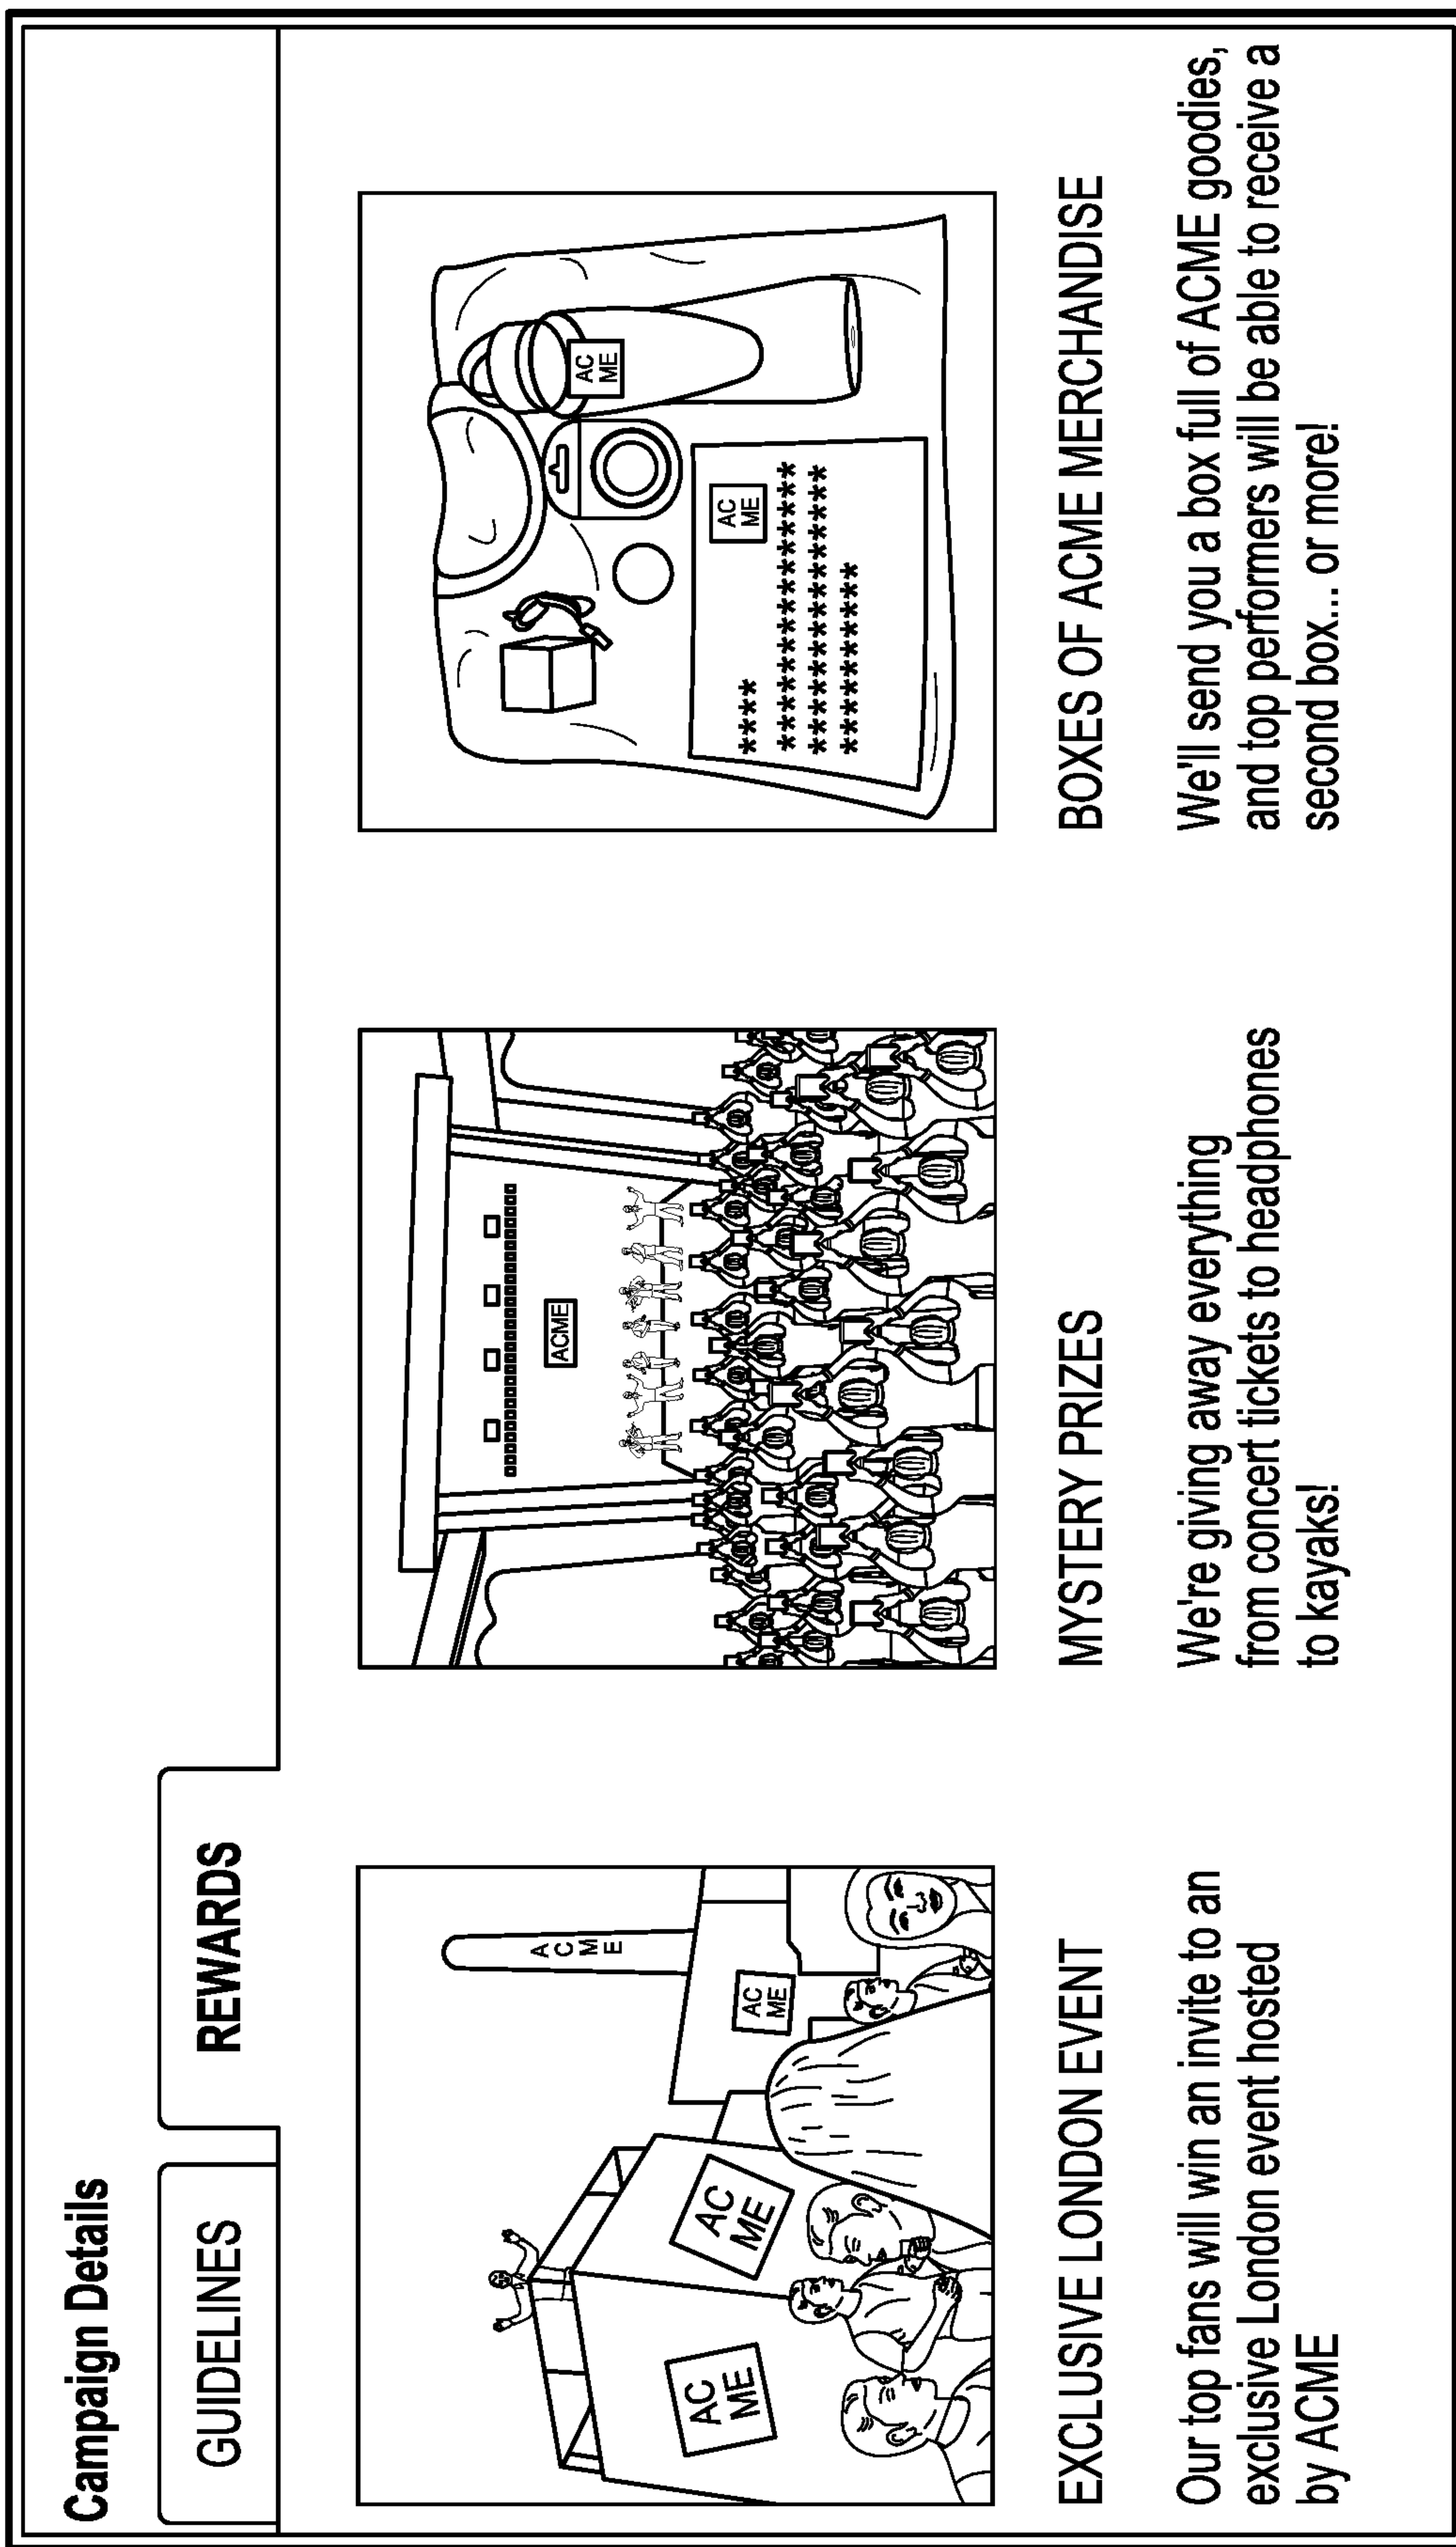 Campaign Details
GUIDELINES
REWARDS
AC
ME
AC
ME
AC
ME
A
C
M
E
EXCLUSIVE LONDON EVENT
Our top fans will win an invite to an
exclusive London event hosted
by ACME
ACME
MYSTERY PRIZES
We're giving away everything
from concert tickets to headphones
to kayaks!
AC
ME
AC
ME
****
******************
******************
************
BOXES OF ACME MERCHANDISE
We'll send you a box full of ACME goodies,
and top performers will be able to receive a
second box... or more!